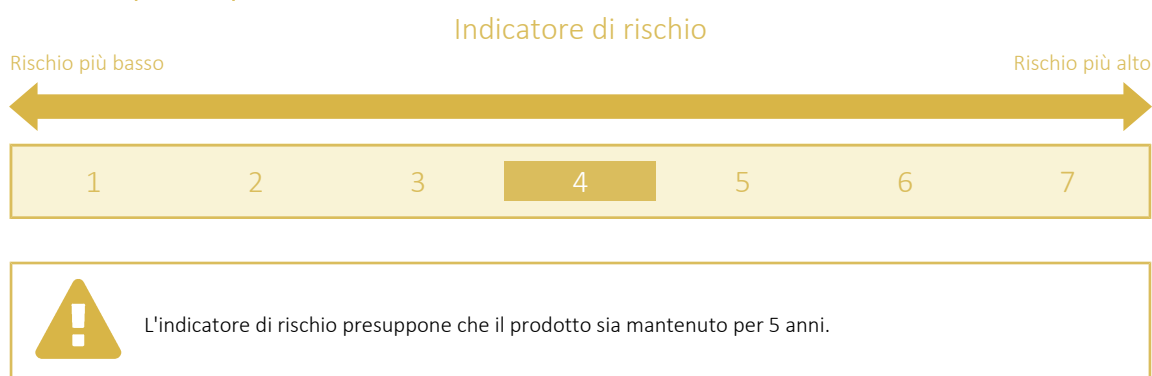 Indicatore di rischio
Rischio più basso Rischio più alto
1 2 3 4 5 6 7
L'indicatore di rischio presuppone che il prodotto sia mantenuto per 5 anni.